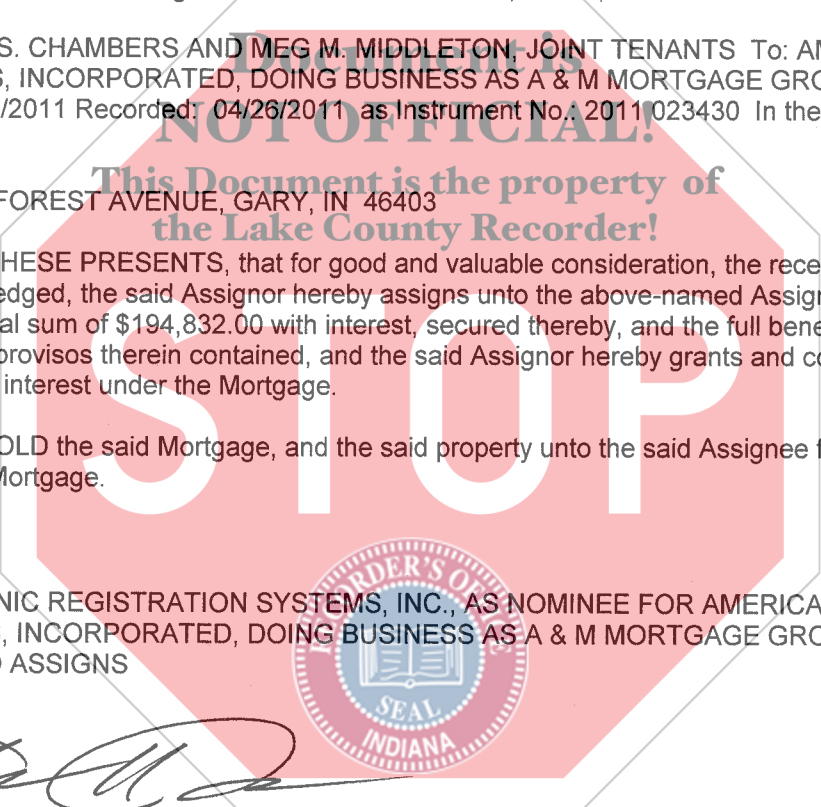 S. CHAMBERS AND MEG M. MIDDLETON, JOINT TENANTS To: AM
S, INCORPORATED, DOING BUSINESS AS A & M MORTGAGE GRO
/2011 Recorded: 04/26/2011 as Instrument No.: 2011 023430 In the
Document is
NOT OFFICIAL!
This Document is the property of
the Lake County Recorder!
FOREST AVENUE, GARY, IN 46403
HESE PRESENTS, that for good and valuable consideration, the rece
edged, the said Assignor hereby assigns unto the above-named Assign
al sum of $194,832.00 with interest, secured thereby, and the full bene
provisos therein contained, and the said Assignor hereby grants and co
interest under the Mortgage.
STOP
OLD the said Mortgage, and the said property unto the said Assignee f
Mortgage.
NIC REGISTRATION SYSTEMS, INC., AS NOMINEE FOR AMERICA
S, INCORPORATED, DOING BUSINESS AS A & M MORTGAGE GRO
ASSIGNS
RECORDER'S OFFICE
SEAL
INDIANA